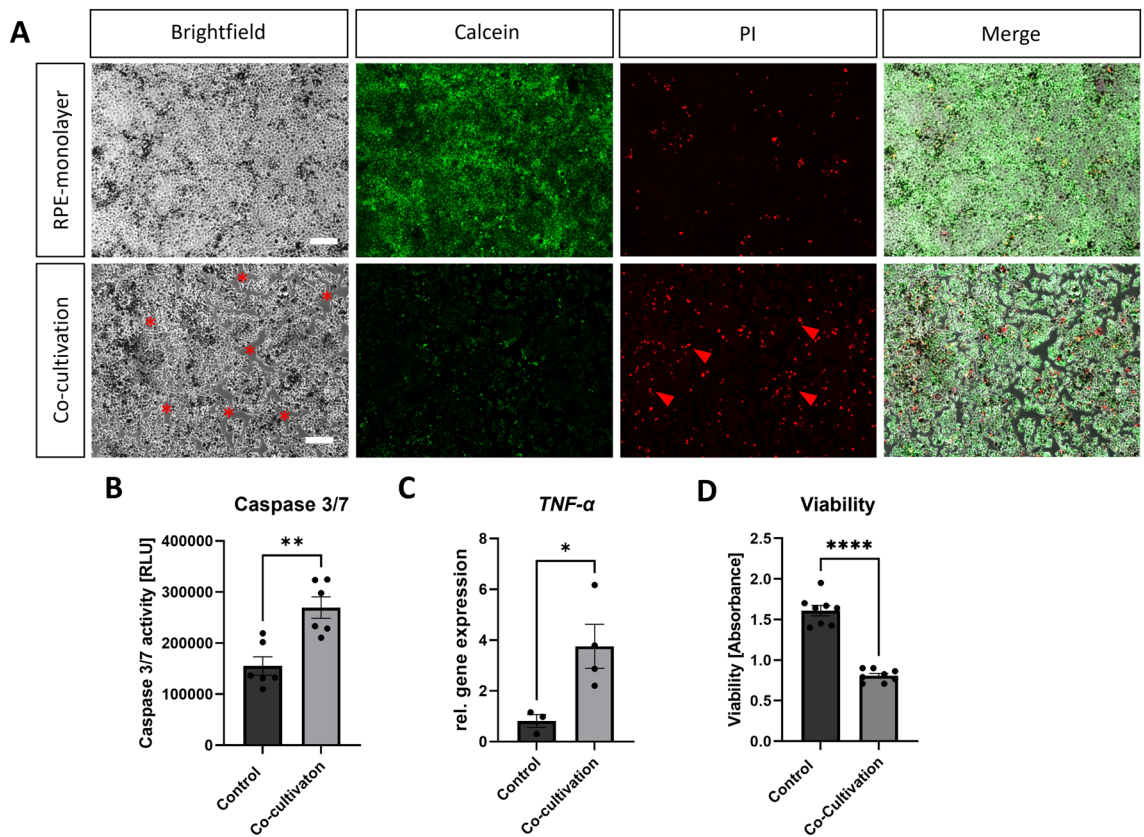 A
Brightfield
Calcein
PI
Merge
RPE-monolayer
Co-cultivation
B
Caspase 3/7
Caspase 3/7 activity [RLU]
400000
300000
200000
100000
0
**
Control
Co-cultivaton
C
TNF-α
rel. gene expression
8
6
4
2
0
*
Control
Co-cultivation
D
Viability
Viability [Absorbance]
2.5
2.0
1.5
1.0
0.5
0.0
****
Control
Co-Cultivation